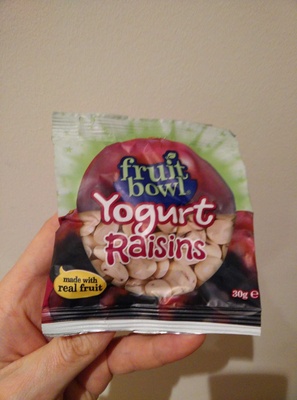 fruit
bowl
Yogurt
Raisins
made with
real fruit
30g e